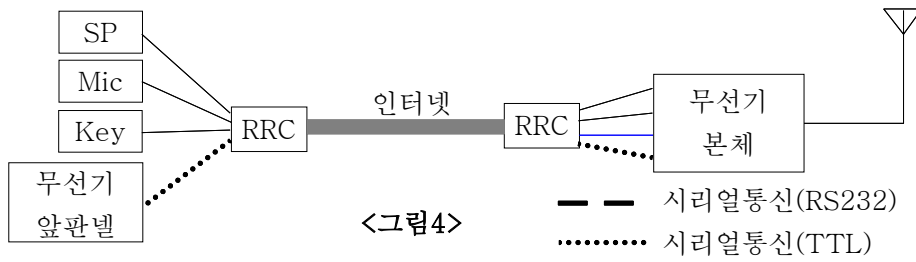 SP
Mic
Key
무선기
앞판넬
RRC
인터넷
RRC
무선기
본체
<그림4>
시리얼통신(RS232)
시리얼통신(TTL)